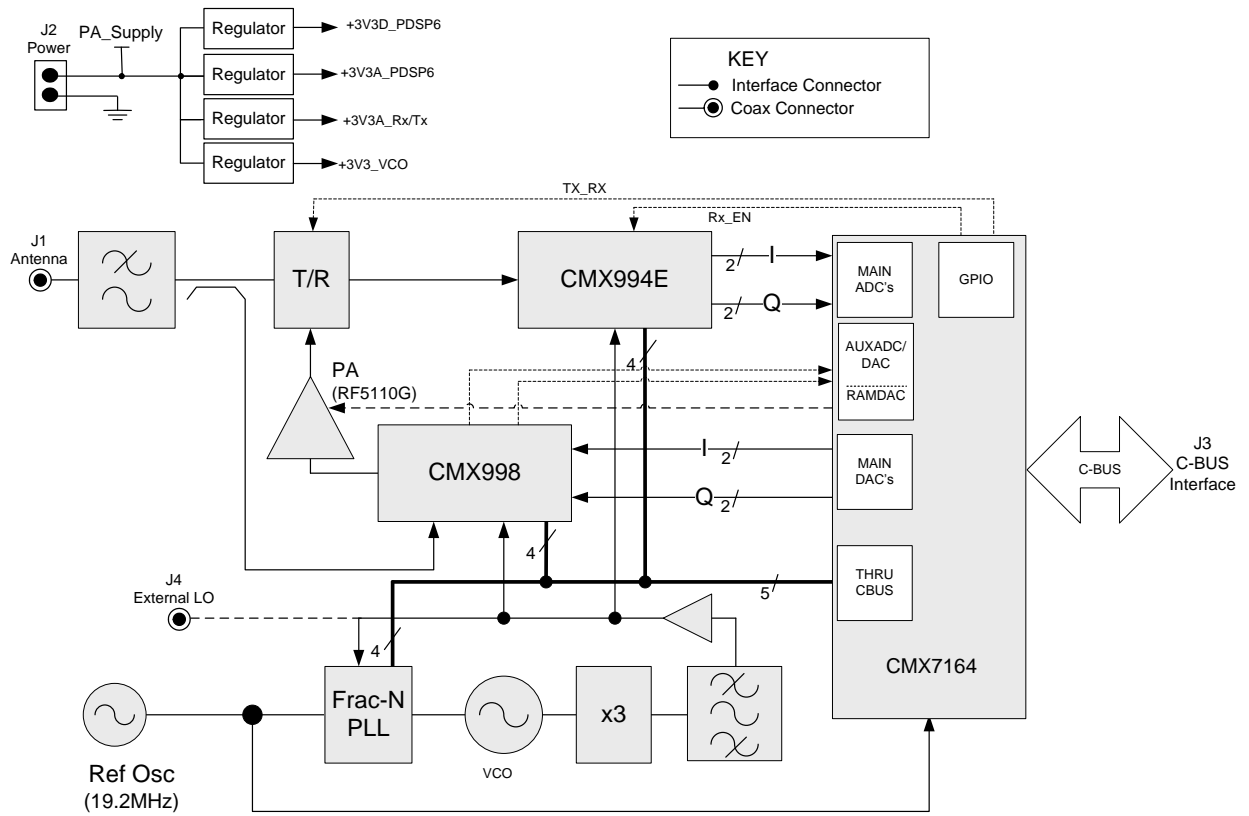 J2
Power
PA_Supply
Regulator
+3V3D_PDSP6
Regulator
+3V3A_PDSP6
Regulator
+3V3A_Rx/Tx
Regulator
+3V3_VCO
KEY
Interface Connector
Coax Connector
TX_RX
Rx_EN
J1
Antenna
T/R
CMX994E
2
I
2
Q
MAIN
ADC's
GPIO
AUXADC/
DAC
RAMDAC
4
PA
(RF5110G)
CMX998
I
2
Q
2
MAIN
DAC's
C-BUS
J3
C-BUS
Interface
4
5
THRU
CBUS
J4
External LO
4
CMX7164
Frac-N
PLL
x3
VCO
Ref Osc
(19.2MHz)